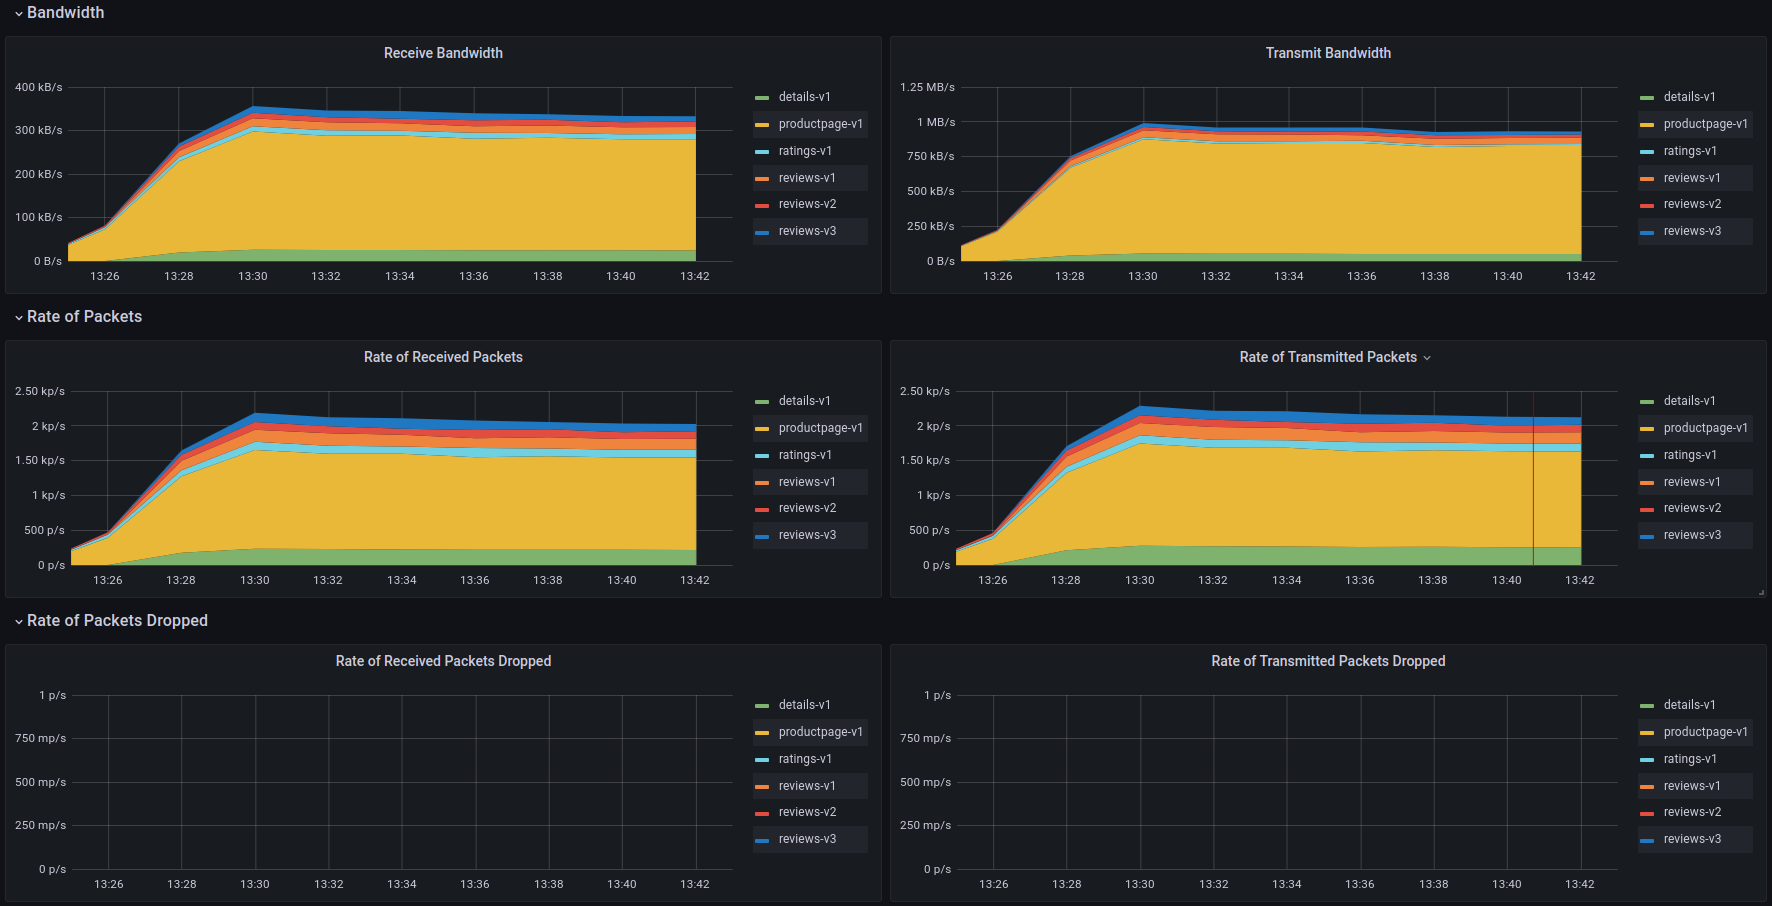 Bandwidth
Receive Bandwidth
400 kB/s
300 kB/s
200 kB/s
100 kB/s
0 B/s
13:26 13:28 13:30 13:32 13:34 13:36 13:38 13:40 13:42
details-v1
productpage-v1
ratings-v1
reviews-v1
reviews-v2
reviews-v3
Transmit Bandwidth
1.25 MB/s
1 MB/s
750 kB/s
500 kB/s
250 kB/s
0 B/s
13:26 13:28 13:30 13:32 13:34 13:36 13:38 13:40 13:42
details-v1
productpage-v1
ratings-v1
reviews-v1
reviews-v2
reviews-v3
Rate of Packets
Rate of Received Packets
2.50 kp/s
2 kp/s
1.50 kp/s
1 kp/s
500 p/s
0 p/s
13:26 13:28 13:30 13:32 13:34 13:36 13:38 13:40 13:42
details-v1
productpage-v1
ratings-v1
reviews-v1
reviews-v2
reviews-v3
Rate of Transmitted Packets
2.50 kp/s
2 kp/s
1.50 kp/s
1 kp/s
500 p/s
0 p/s
13:26 13:28 13:30 13:32 13:34 13:36 13:38 13:40 13:42
details-v1
productpage-v1
ratings-v1
reviews-v1
reviews-v2
reviews-v3
Rate of Packets Dropped
Rate of Received Packets Dropped
1 p/s
750 mp/s
500 mp/s
250 mp/s
0 p/s
13:26 13:28 13:30 13:32 13:34 13:36 13:38 13:40 13:42
details-v1
productpage-v1
ratings-v1
reviews-v1
reviews-v2
reviews-v3
Rate of Transmitted Packets Dropped
1 p/s
750 mp/s
500 mp/s
250 mp/s
0 p/s
13:26 13:28 13:30 13:32 13:34 13:36 13:38 13:40 13:42
details-v1
productpage-v1
ratings-v1
reviews-v1
reviews-v2
reviews-v3